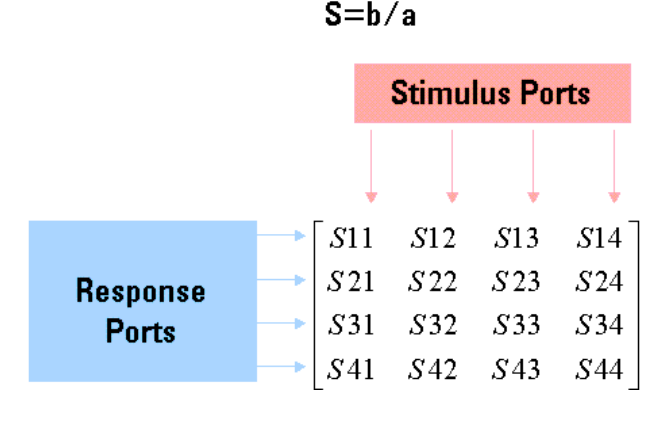 S=b/a
Stimulus Ports
Response
Ports
S11 S12 S13 S14
S21 S22 S23 S24
S31 S32 S33 S34
S41 S42 S43 S44